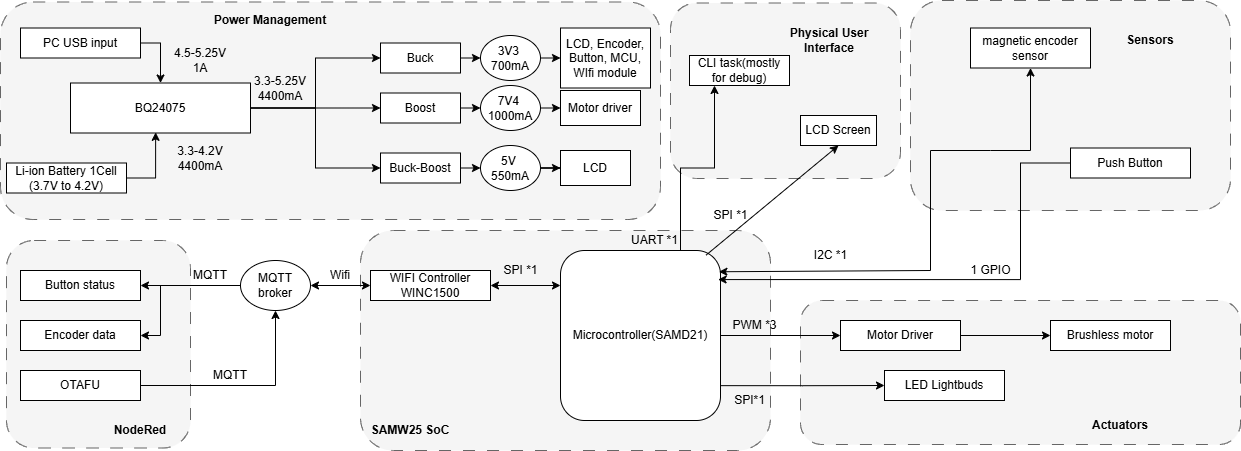 Power Management
PC USB input
4.5-5.25V
1A
BQ24075
3.3-5.25V
4400mA
3.3-4.2V
4400mA
Li-ion Battery 1Cell
(3.7V to 4.2V)
Buck
3V3
700mA
LCD, Encoder,
Button, MCU,
WIfi module
Boost
7V4
1000mA
Motor driver
Buck-Boost
5V
550mA
LCD
Physical User
Interface
CLI task(mostly
for debug)
LCD Screen
Sensors
magnetic encoder
sensor
Push Button
UART *1
SPI *1
I2C *1
1 GPIO
Button status
Encoder data
OTAFU
NodeRed
MQTT
MQTT
broker
MQTT
Wifi
WIFI Controller
WINC1500
SPI *1
Microcontroller(SAMD21)
SAMW25 SoC
PWM *3
SPI*1
Motor Driver
Brushless motor
LED Lightbuds
Actuators